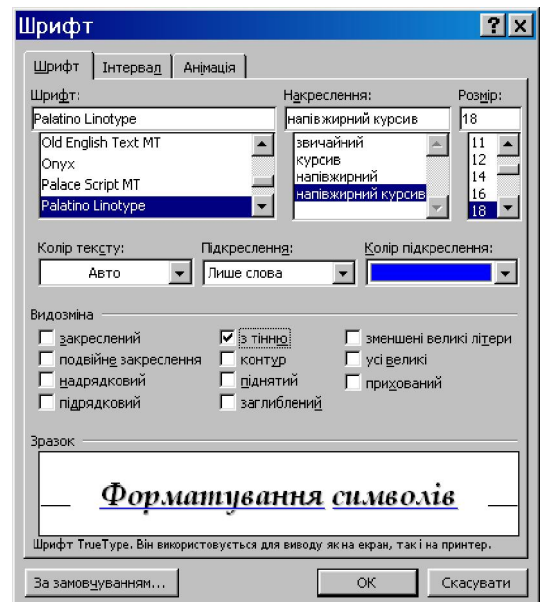 Шрифт
Шрифт Інтервал Анімація
Шрифт: Накреслення: Розмір:
Palatino Linotype напівжирний курсив 18
Old English Text MT звичайний 11
Onyx курсив 12
Palace Script MT напівжирний 14
Palatino Linotype напівжирний курсив 16
18
Колір тексту: Підкреслення: Колір підкреслення:
Авто Лише слова
Видозміна
закреслений з тінню зменшені великі літери
подвійне закреслення контур усі великі
надрядковий піднятий прихований
підрядковий заглиблений
Зразок
Форматування символів
Шрифт TrueType. Він використовується для виводу як на екран, так і на принтер.
За замовчуванням... ОК Скасувати